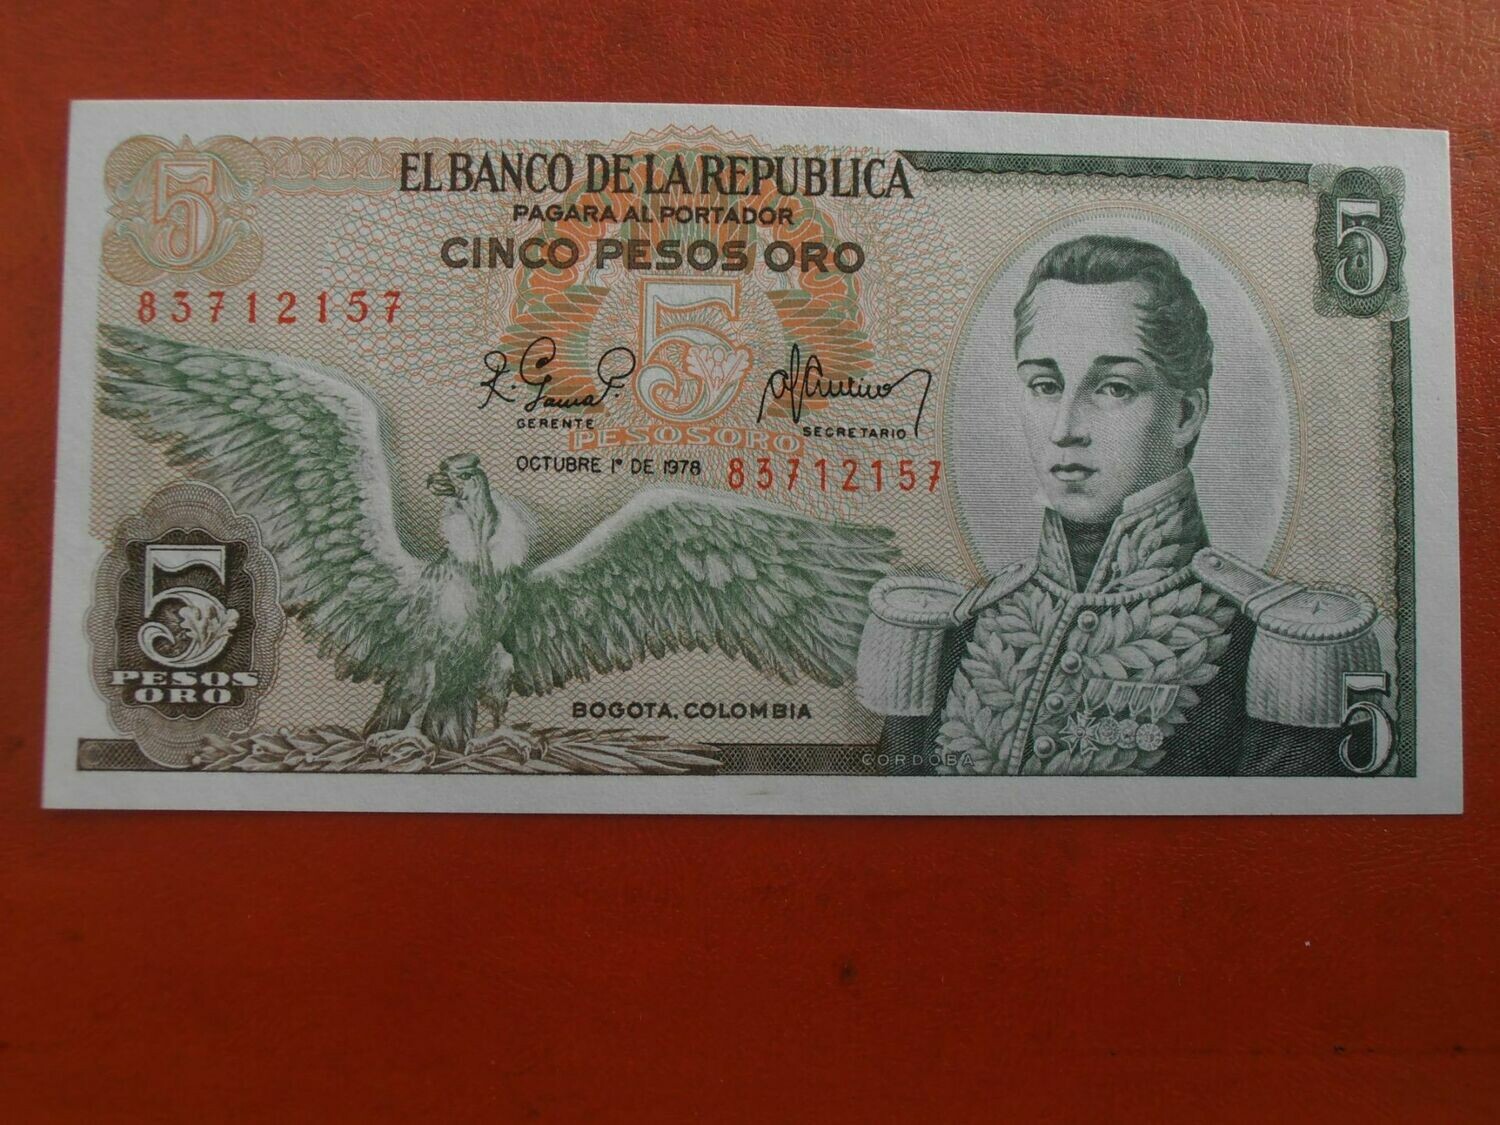 5
EL BANCO DE LA REPUBLICA
5
PAGARA AL PORTADOR
CINCO PESOS ORO
83712157
5
GERENTE
SECRETARIO
PESOS ORO
OCTUBRE 1º DE 1978
83712157
5
PESOS
ORO
BOGOTA, COLOMBIA
5
CORDOBA